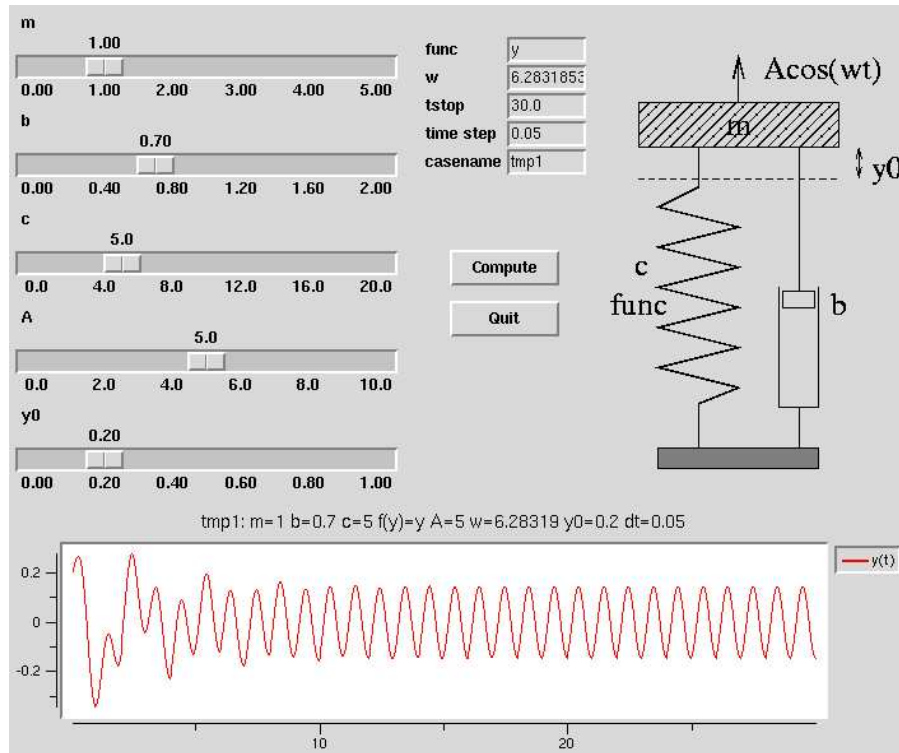 m
1.00
0.00 1.00 2.00 3.00 4.00 5.00
b
0.70
0.00 0.40 0.80 1.20 1.60 2.00
c
5.0
0.0 4.0 8.0 12.0 16.0 20.0
A
5.0
0.0 2.0 4.0 6.0 8.0 10.0
y0
0.20
0.00 0.20 0.40 0.60 0.80 1.00
func y
w 6.2831853
tstop 30.0
time step 0.05
casename tmp1
Compute
Quit
Acos(wt)
m
y0
c
func
b
tmp1: m=1 b=0.7 c=5 f(y)=y A=5 w=6.28319 y0=0.2 dt=0.05
y(t)
0.2
0
-0.2
10 20